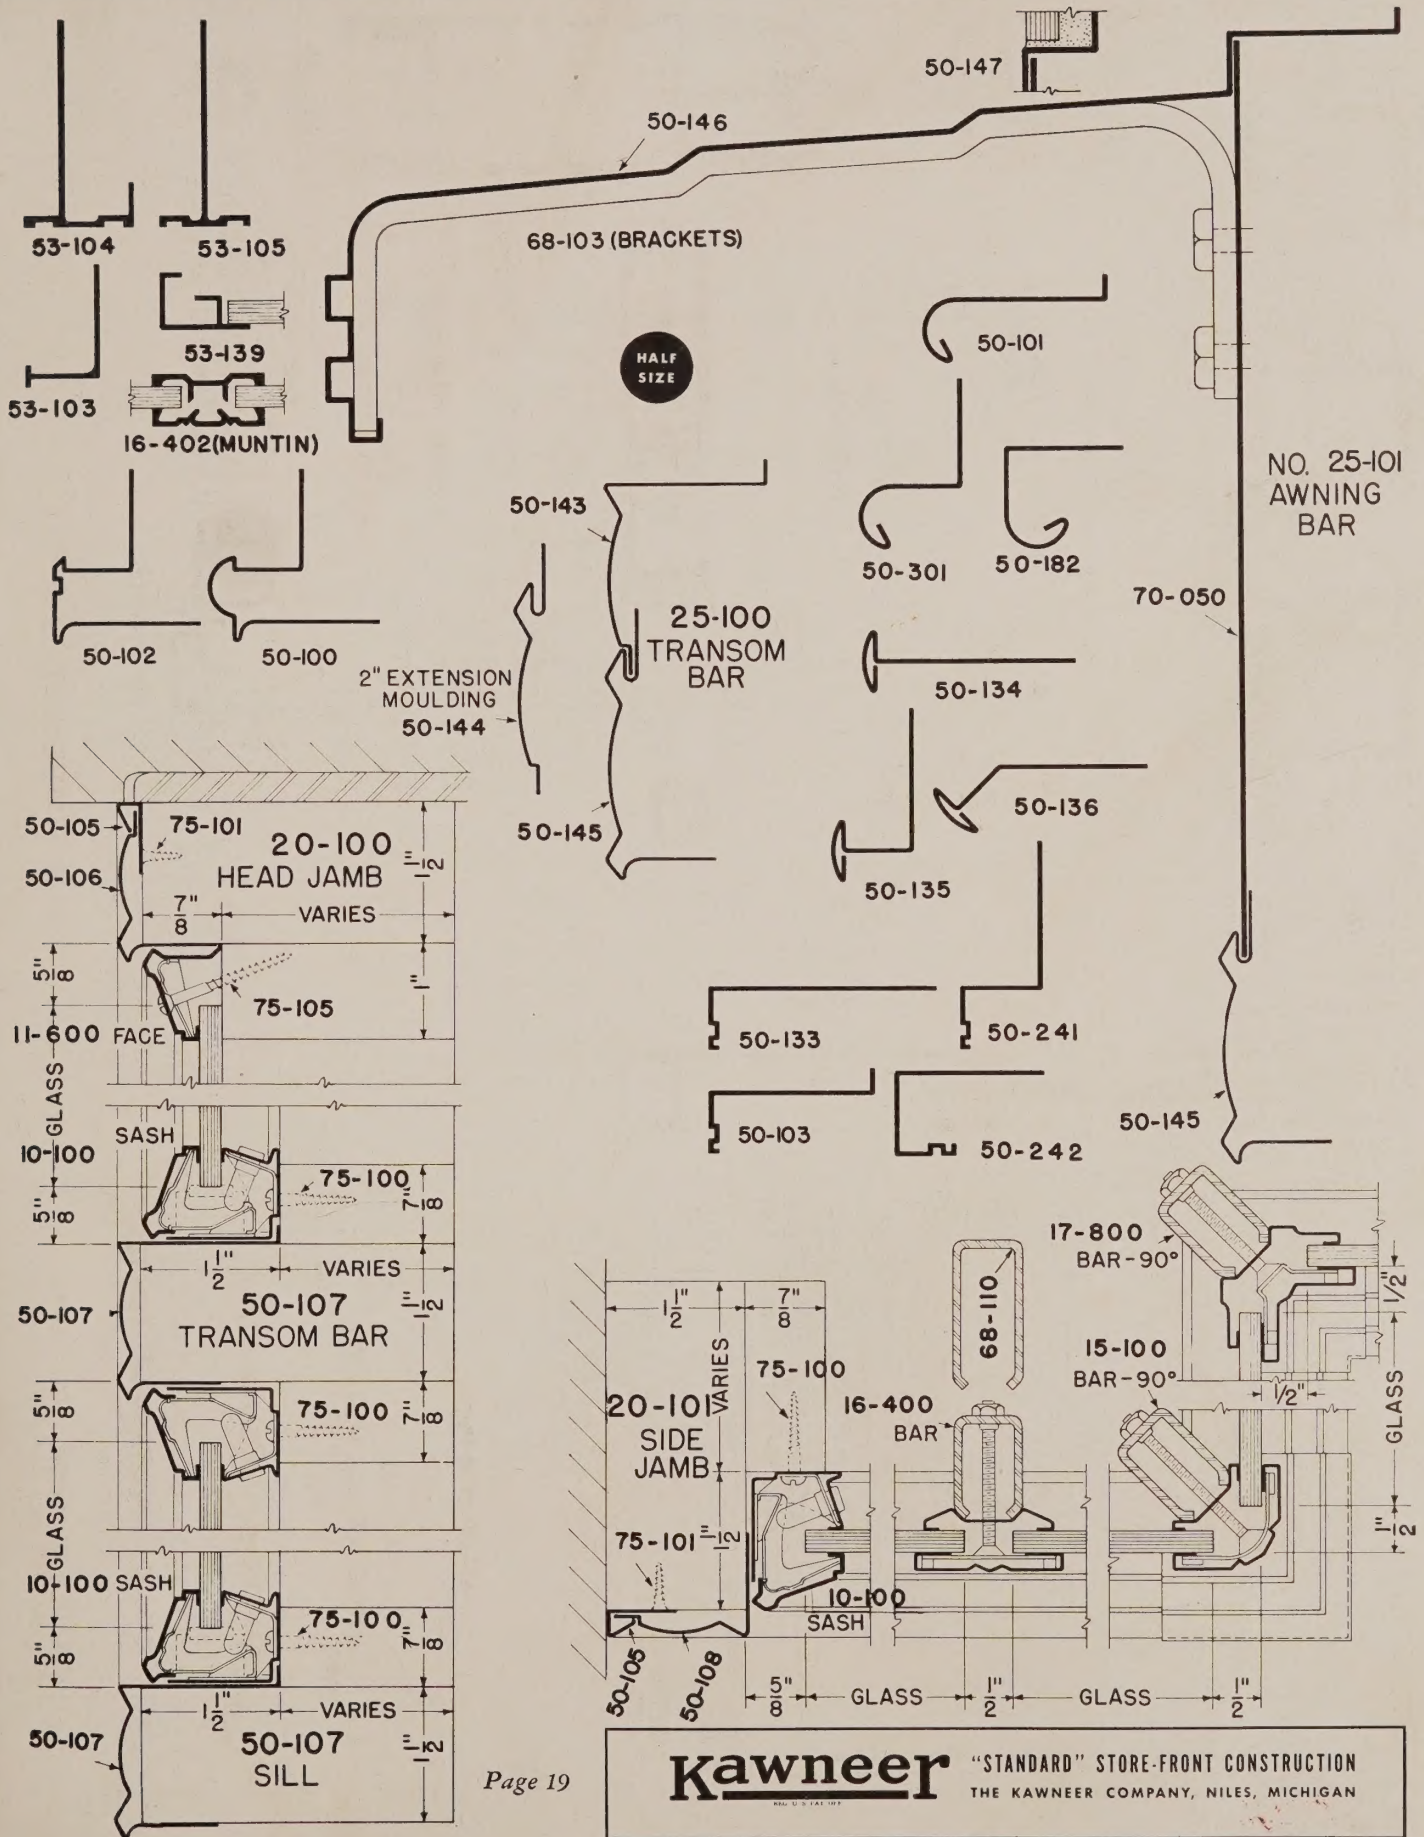 50-147
50-146
53-104
53-105
68-103 (BRACKETS)
53-139
HALF
SIZE
50-101
53-103
16-402(MUNTIN)
NO. 25-101
AWNING
BAR
50-143
50-301
50-182
70-050
25-100
TRANSOM
BAR
50-102
50-100
2" EXTENSION
MOULDING
50-144
50-134
50-136
50-145
50-135
50-105
75-101
20-100
HEAD JAMB
1 1/2"
50-106
7/8"
VARIES
5/8"
1"
75-105
11-600 FACE
GLASS
50-133
50-241
50-103
50-242
50-145
SASH
10-100
75-100
5/8"
7/8"
1 1/2"
VARIES
50-107
50-107
TRANSOM BAR
1 1/2"
5/8"
75-100
7/8"
GLASS
10-100 SASH
75-100
5/8"
7/8"
1 1/2"
VARIES
50-107
50-107
SILL
1 1/2"
17-800
BAR-90°
1/2"
68-110
1 1/2"
7/8"
VARIES
75-100
15-100
BAR-90°
1/2"
GLASS
20-101
SIDE
JAMB
16-400
BAR
75-101
1 1/2"
1/2"
10-100
SASH
50-105
50-108
5/8"
GLASS
1/2"
GLASS
1/2"
Page 19
Kawneer
REG. U.S. PAT. OFF.
"STANDARD" STORE-FRONT CONSTRUCTION
THE KAWNEER COMPANY, NILES, MICHIGAN